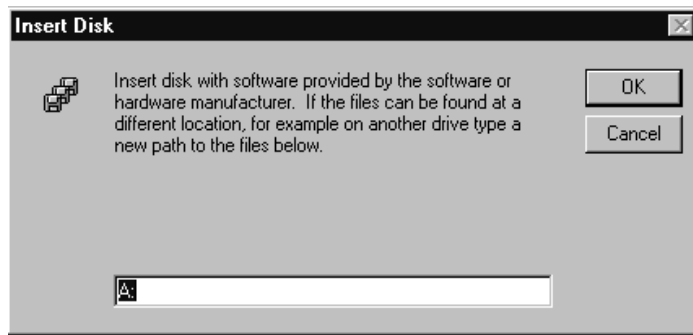 Insert Disk
Insert disk with software provided by the software or
hardware manufacturer.  If the files can be found at a
different location, for example on another drive type a
new path to the files below.
OK
Cancel
A: